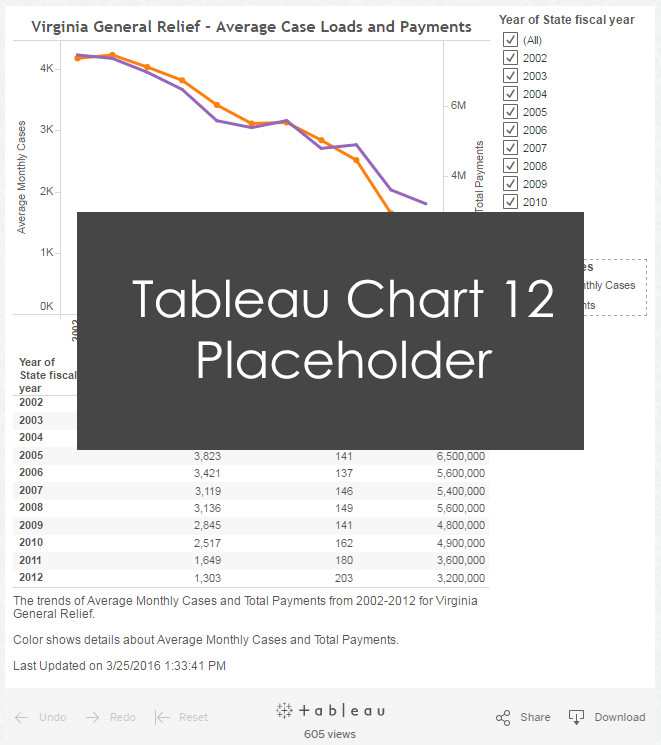 Virginia General Relief - Average Case Loads and Payments
Year of State fiscal year
(All)
2002
2003
2004
2005
2006
2007
2008
2009
2010
4K
3K
2K
1K
0K
Average Monthly Cases
6M
4M
Total Payments
2002
Tableau Chart 12
Placeholder
Cases
Year of
State fiscal
year
2002
2003
2004
2005 3,823 141 6,500,000
2006 3,421 137 5,600,000
2007 3,119 146 5,400,000
2008 3,136 149 5,600,000
2009 2,845 141 4,800,000
2010 2,517 162 4,900,000
2011 1,649 180 3,600,000
2012 1,303 203 3,200,000
The trends of Average Monthly Cases and Total Payments from 2002-2012 for Virginia
General Relief.
Color shows details about Average Monthly Cases and Total Payments.
Last Updated on 3/25/2016 1:33:41 PM
Undo Redo Reset
+ableau
605 views
Share Download